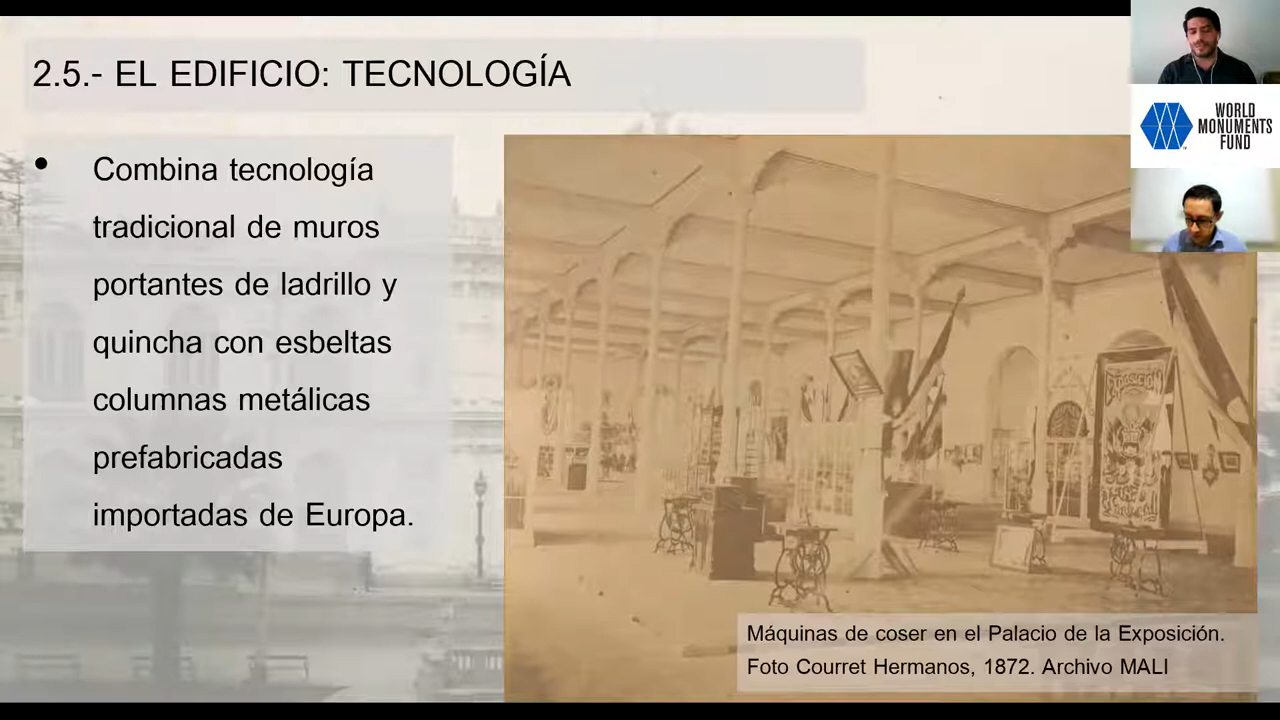 2.5.- EL EDIFICIO: TECNOLOGÍA
• Combina tecnología
tradicional de muros
portantes de ladrillo y
quincha con esbeltas
columnas metálicas
prefabricadas
importadas de Europa.
WORLD
MONUMENTS
FUND
EXPOSICION
Máquinas de coser en el Palacio de la Exposición.
Foto Courret Hermanos, 1872. Archivo MALI